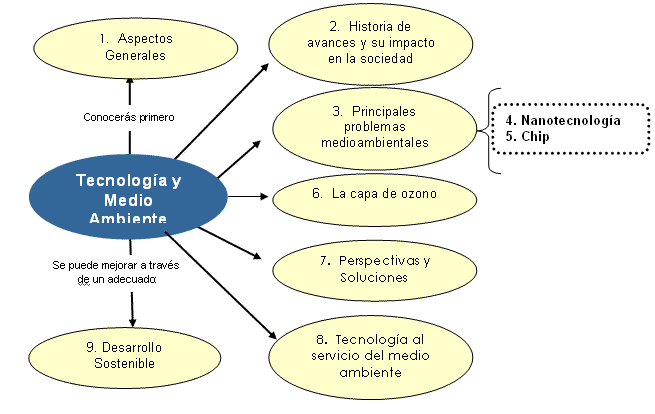 1. Aspectos
Generales
2. Historia de
avances y su impacto
en la sociedad
Conocerás primero
3. Principales
problemas
medioambientales
4. Nanotecnología
5. Chip
Tecnología y
Medio
Ambiente
6. La capa de ozono
Se puede mejorar a través
de un adecuado:
7. Perspectivas y
Soluciones
8. Tecnología al
servicio del medio
ambiente
9. Desarrollo
Sostenible